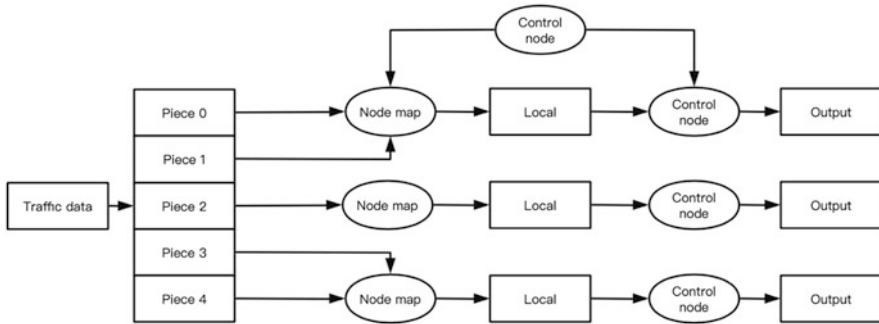 Control
node
Piece 0
Node map
Local
Control
node
Output
Piece 1
Traffic data
Piece 2
Node map
Local
Control
node
Output
Piece 3
Piece 4
Node map
Local
Control
node
Output